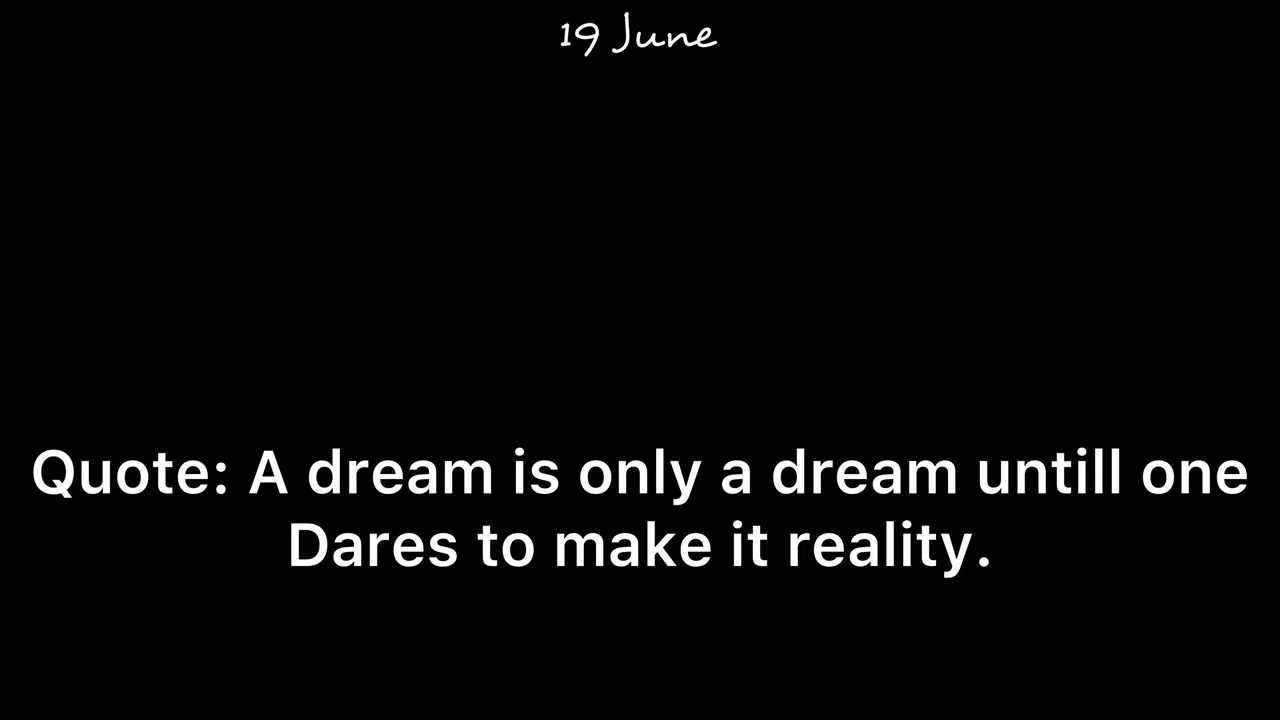 19 June
Quote: A dream is only a dream untill one
Dares to make it reality.